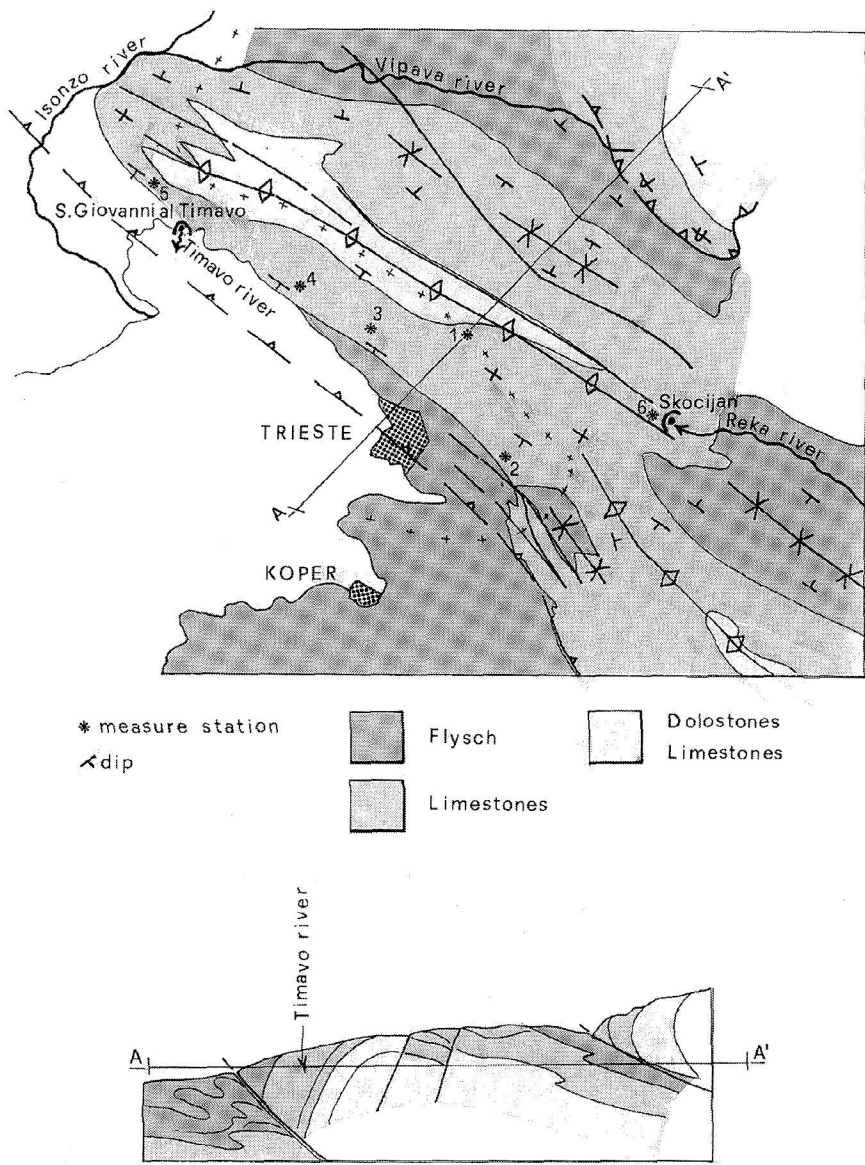 Isonzo river
Vipava river
A'
S.Giovanni al Timavo
5
Timavo river
4
3
1
6
Skocijan
Reka river
TRIESTE
2
A
KOPER
* measure station
dip
Flysch
Limestones
Dolostones
Limestones
Timavo river
A
A'